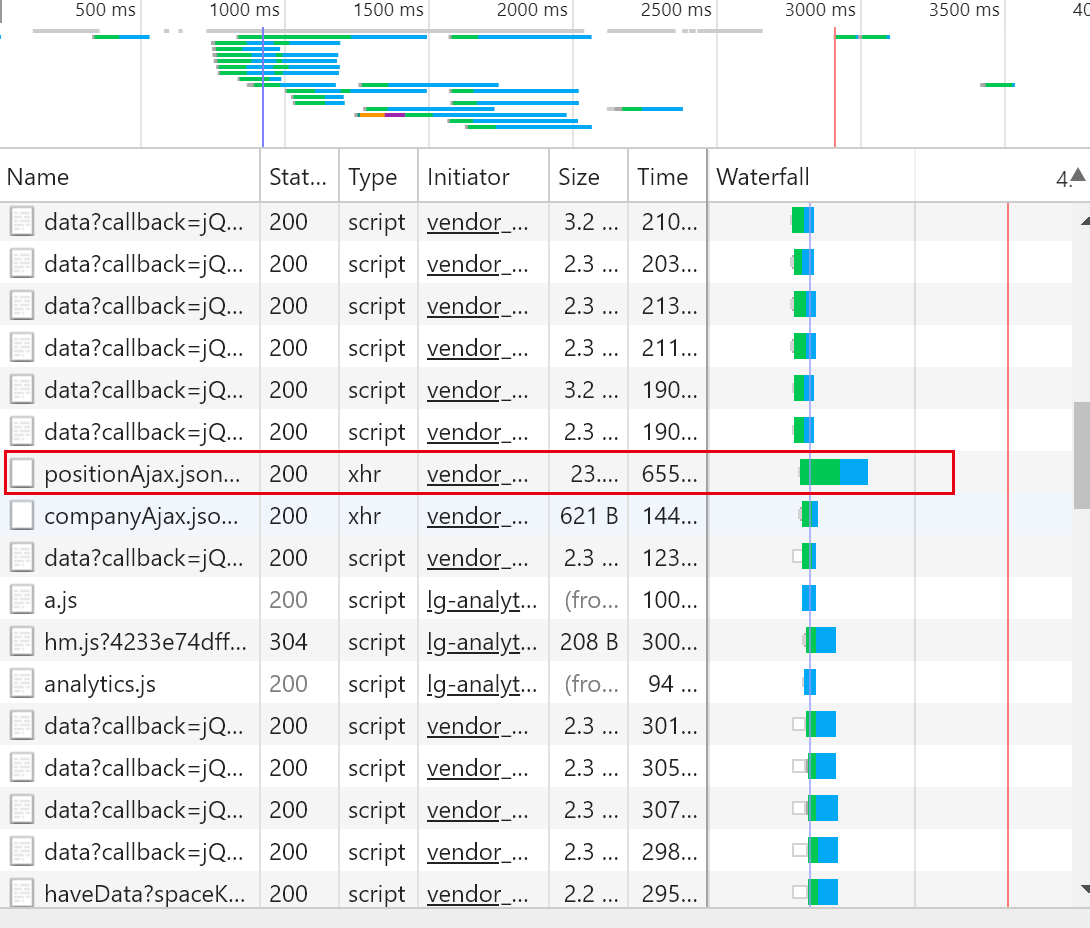 500 ms 1000 ms 1500 ms 2000 ms 2500 ms 3000 ms 3500 ms 40
Name Stat... Type Initiator Size Time Waterfall 4.
data?callback=jQ... 200 script vendor_... 3.2 ... 210...
data?callback=jQ... 200 script vendor_... 2.3 ... 203...
data?callback=jQ... 200 script vendor_... 2.3 ... 213...
data?callback=jQ... 200 script vendor_... 2.3 ... 211...
data?callback=jQ... 200 script vendor_... 3.2 ... 190...
data?callback=jQ... 200 script vendor_... 2.3 ... 190...
positionAjax.json... 200 xhr vendor_... 23.... 655...
companyAjax.jso... 200 xhr vendor_... 621 B 144...
data?callback=jQ... 200 script vendor_... 2.3 ... 123...
a.js 200 script lg-analyt... (fro... 100...
hm.js?4233e74dff... 304 script lg-analyt... 208 B 300...
analytics.js 200 script lg-analyt... (fro... 94 ...
data?callback=jQ... 200 script vendor_... 2.3 ... 301...
data?callback=jQ... 200 script vendor_... 2.3 ... 305...
data?callback=jQ... 200 script vendor_... 2.3 ... 307...
data?callback=jQ... 200 script vendor_... 2.3 ... 298...
haveData?spaceK... 200 script vendor_... 2.2 ... 295...